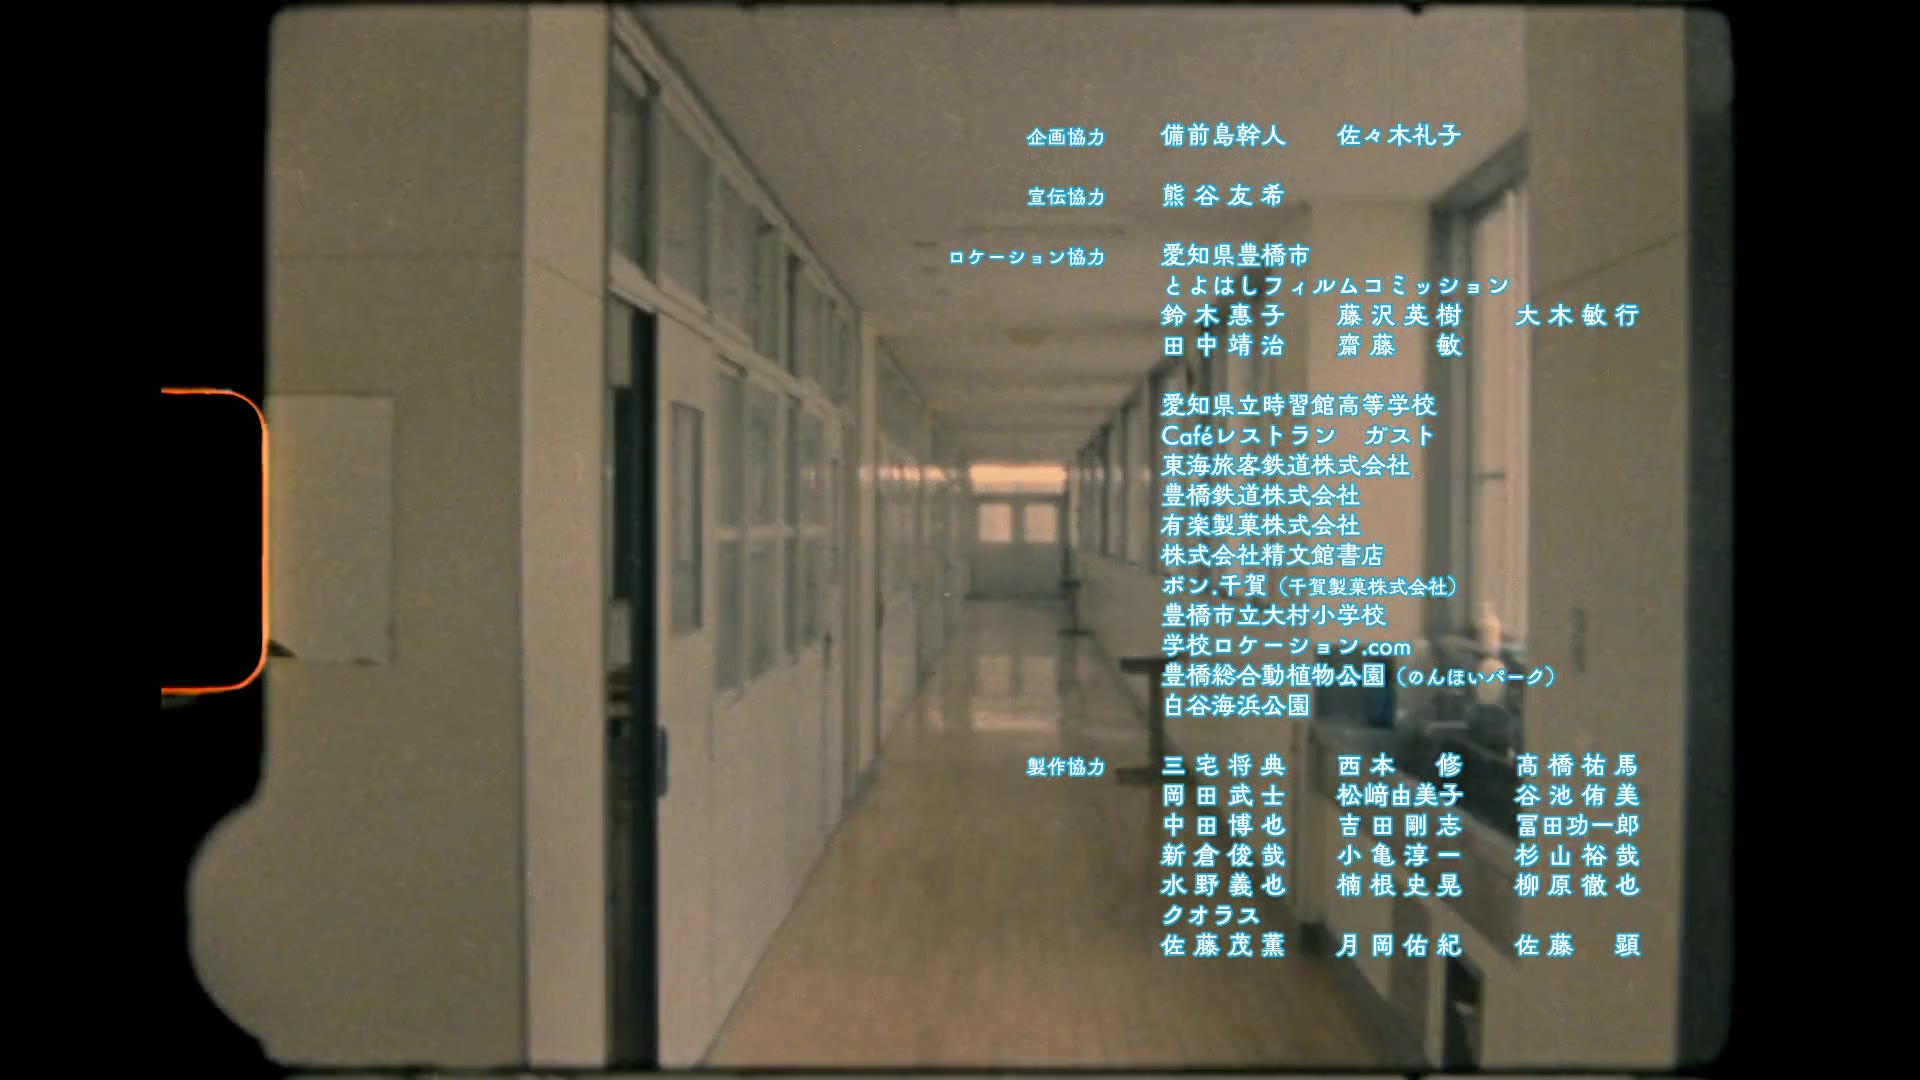 企画協力 備前島幹人 佐々木礼子
宣伝協力 熊谷友希
ロケーション協力 愛知県豊橋市
とよはしフィルムコミッション
鈴木惠子 藤沢英樹 大木敏行
田中靖治 齋藤 敏
愛知県立時習館高等学校
Caféレストラン ガスト
東海旅客鉄道株式会社
豊橋鉄道株式会社
有楽製菓株式会社
株式会社精文館書店
ボン.千賀（千賀製菓株式会社）
豊橋市立大村小学校
学校ロケーション.com
豊橋総合動植物公園（のんほいパーク）
白谷海浜公園
製作協力 三宅将典 西本 修 髙橋祐馬
岡田武士 松﨑由美子 谷池侑美
中田博也 吉田剛志 冨田功一郎
新倉俊哉 小亀淳一 杉山裕哉
水野義也 楠根史晃 柳原徹也
クオラス
佐藤茂薫 月岡佑紀 佐藤 顕